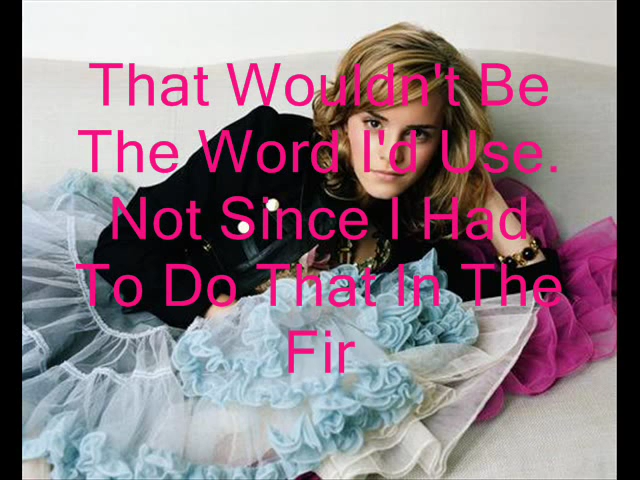 That Wouldn't Be
The Word I'd Use.
Not Since I Had
To Do That In The
Fir